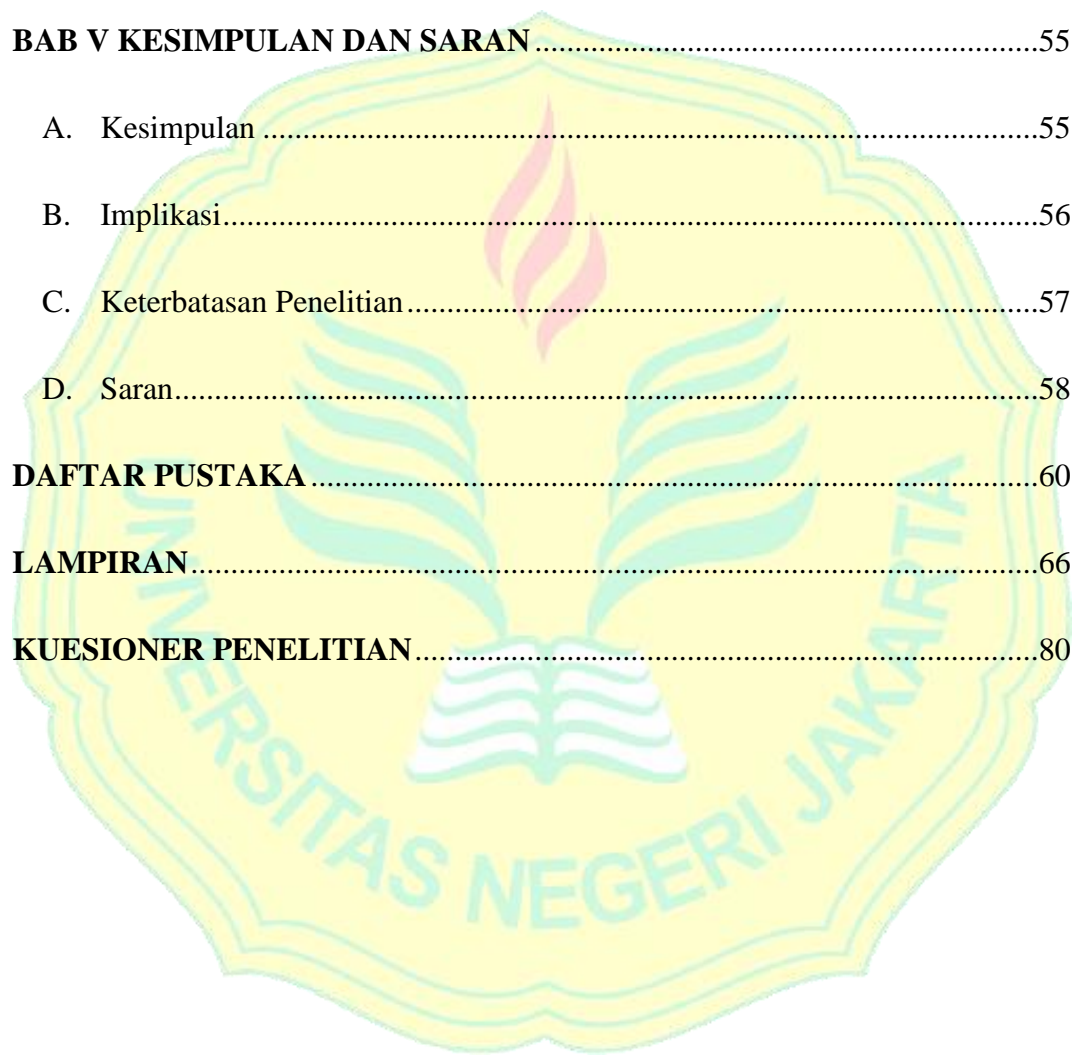 BAB V KESIMPULAN DAN SARAN ............................................................... 55
A. Kesimpulan ................................................................................................. 55
B. Implikasi...................................................................................................... 56
C. Keterbatasan Penelitian ............................................................................... 57
D. Saran............................................................................................................ 58
DAFTAR PUSTAKA ............................................................................................. 60
LAMPIRAN............................................................................................................ 66
KUESIONER PENELITIAN ................................................................................. 80
UNIVERSITAS NEGERI JAKARTA